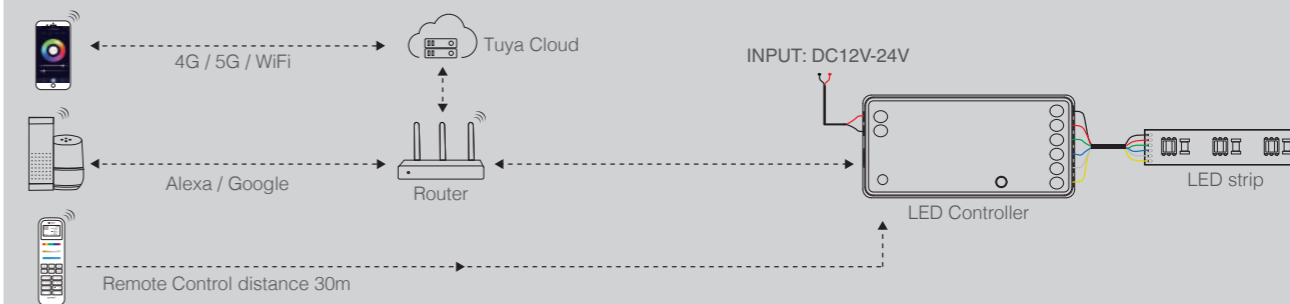 4G / 5G / WiFi
Tuya Cloud
INPUT: DC12V-24V
Alexa / Google
Router
LED Controller
LED strip
Remote Control distance 30m